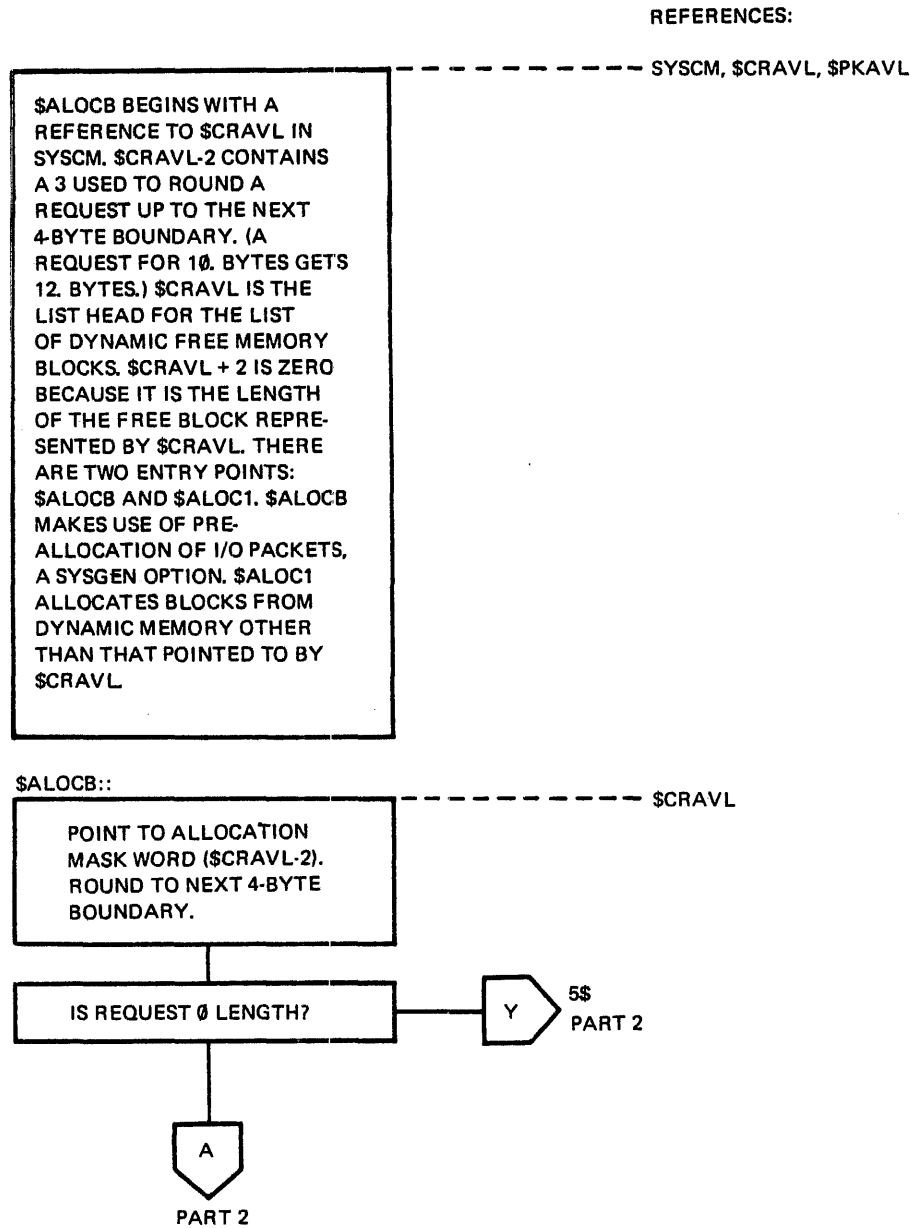 REFERENCES:
SYSCM, $CRAVL, $PKAVL
$ALOCB BEGINS WITH A
REFERENCE TO $CRAVL IN
SYSCM. $CRAVL-2 CONTAINS
A 3 USED TO ROUND A
REQUEST UP TO THE NEXT
4-BYTE BOUNDARY. (A
REQUEST FOR 10. BYTES GETS
12. BYTES.) $CRAVL IS THE
LIST HEAD FOR THE LIST
OF DYNAMIC FREE MEMORY
BLOCKS. $CRAVL + 2 IS ZERO
BECAUSE IT IS THE LENGTH
OF THE FREE BLOCK REPRE-
SENTED BY $CRAVL. THERE
ARE TWO ENTRY POINTS:
$ALOCB AND $ALOC1. $ALOCB
MAKES USE OF PRE-
ALLOCATION OF I/O PACKETS,
A SYSGEN OPTION. $ALOC1
ALLOCATES BLOCKS FROM
DYNAMIC MEMORY OTHER
THAN THAT POINTED TO BY
$CRAVL.
$ALOCB::
$CRAVL
POINT TO ALLOCATION
MASK WORD ($CRAVL-2).
ROUND TO NEXT 4-BYTE
BOUNDARY.
IS REQUEST Ø LENGTH?
Y
5$
PART 2
A
PART 2